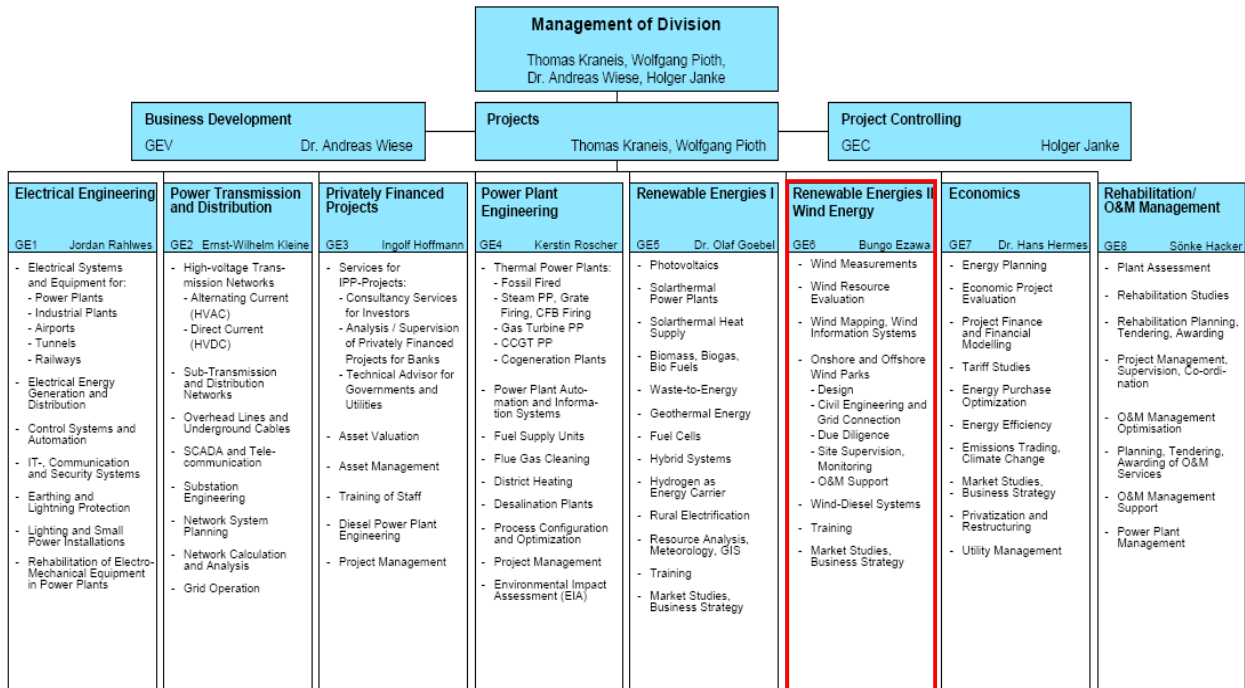 Management of Division
Thomas Kraneis, Wolfgang Pioth,
Dr. Andreas Wiese, Holger Janke
Business Development
GEV Dr. Andreas Wiese
Projects
Thomas Kraneis, Wolfgang Pioth
Project Controlling
GEC Holger Janke
Electrical Engineering
GE1 Jordan Rahlwes
- Electrical Systems
and Equipment for:
- Power Plants
- Industrial Plants
- Airports
- Tunnels
- Railways
- Electrical Energy
Generation and
Distribution
- Control Systems and
Automation
- IT-, Communication
and Security Systems
- Earthing and
Lightning Protection
- Lighting and Small
Power Installations
- Rehabilitation of Electro-
Mechanical Equipment
in Power Plants
Power Transmission
and Distribution
GE2 Ernst-Wilhelm Kleine
- High-voltage Trans-
mission Networks
- Alternating Current
(HVAC)
- Direct Current
(HVDC)
- Sub-Transmission
and Distribution
Networks
- Overhead Lines and
Underground Cables
- SCADA and Tele-
communication
- Substation
Engineering
- Network System
Planning
- Network Calculation
and Analysis
- Grid Operation
Privately Financed
Projects
GE3 Ingolf Hoffmann
- Services for
IPP-Projects:
- Consultancy Services
for Investors
- Analysis / Supervision
of Privately Financed
Projects for Banks
- Technical Advisor for
Governments and
Utilities
- Asset Valuation
- Asset Management
- Training of Staff
- Diesel Power Plant
Engineering
- Project Management
Power Plant
Engineering
GE4 Kerstin Roscher
- Thermal Power Plants:
- Fossil Fired
- Steam PP, Grate
Firing, CFB Firing
- Gas Turbine PP
- CCGT PP
- Cogeneration Plants
- Power Plant Auto-
mation and Informa-
tion Systems
- Fuel Supply Units
- Flue Gas Cleaning
- District Heating
- Desalination Plants
- Process Configuration
and Optimization
- Project Management
- Environmental Impact
Assessment (EIA)
Renewable Energies I
GE5 Dr. Olaf Goebel
- Photovoltaics
- Solarthermal
Power Plants
- Solarthermal Heat
Supply
- Biomass, Biogas,
Bio Fuels
- Waste-to-Energy
- Geothermal Energy
- Fuel Cells
- Hybrid Systems
- Hydrogen as
Energy Carrier
- Rural Electrification
- Resource Analysis,
Meteorology, GIS
- Training
- Market Studies,
Business Strategy
Renewable Energies II
Wind Energy
GE6 Bungo Ezawa
- Wind Measurements
- Wind Resource
Evaluation
- Wind Mapping, Wind
Information Systems
- Onshore and Offshore
Wind Parks
- Design
- Civil Engineering and
Grid Connection
- Due Diligence
- Site Supervision,
Monitoring
- O&M Support
- Wind-Diesel Systems
- Training
- Market Studies,
Business Strategy
Economics
GE7 Dr. Hans Hermes
- Energy Planning
- Economic Project
Evaluation
- Project Finance
and Financial
Modelling
- Tariff Studies
- Energy Purchase
Optimization
- Energy Efficiency
- Emissions Trading,
Climate Change
- Market Studies,
- Business Strategy
- Privatization and
Restructuring
- Utility Management
Rehabilitation/
O&M Management
GE8 Sönke Hacker
- Plant Assessment
- Rehabilitation Studies
- Rehabilitation Planning,
Tendering, Awarding
- Project Management,
Supervision, Co-ordi-
nation
- O&M Management
Optimisation
- Planning, Tendering,
Awarding of O&M
Services
- O&M Management
Support
- Power Plant
Management